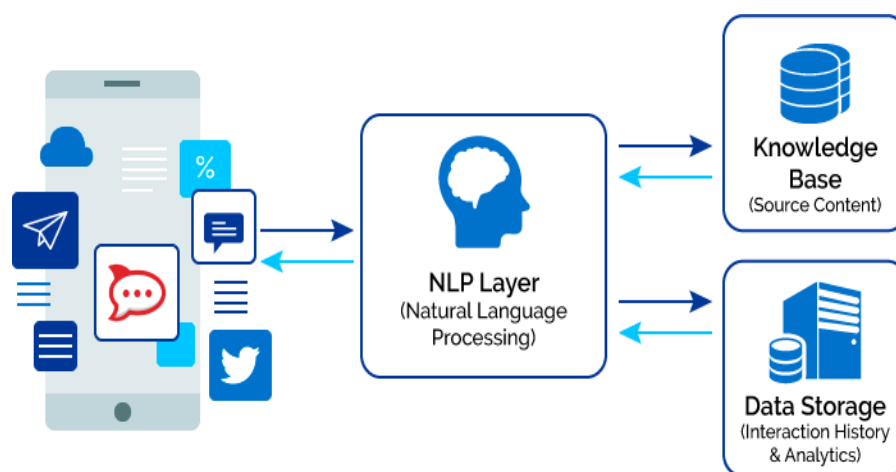 %
NLP Layer
(Natural Language
Processing)
Knowledge
Base
(Source Content)
Data Storage
(Interaction History
& Analytics)